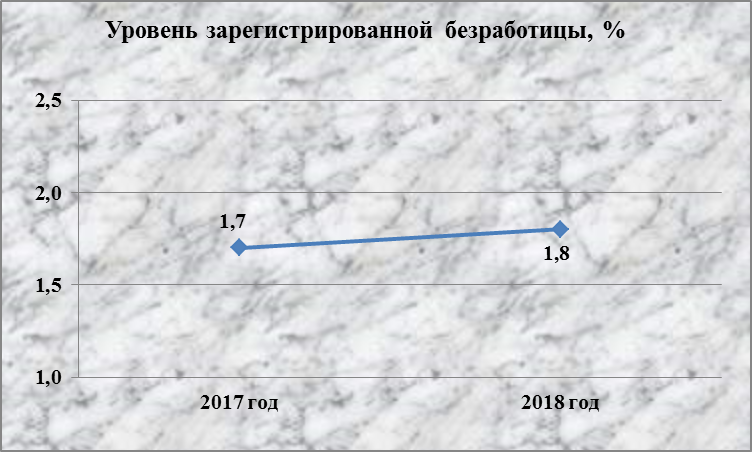 Уровень зарегистрированной безработицы, %
2,5
2,0
1,7
1,8
1,5
1,0
2017 год
2018 год